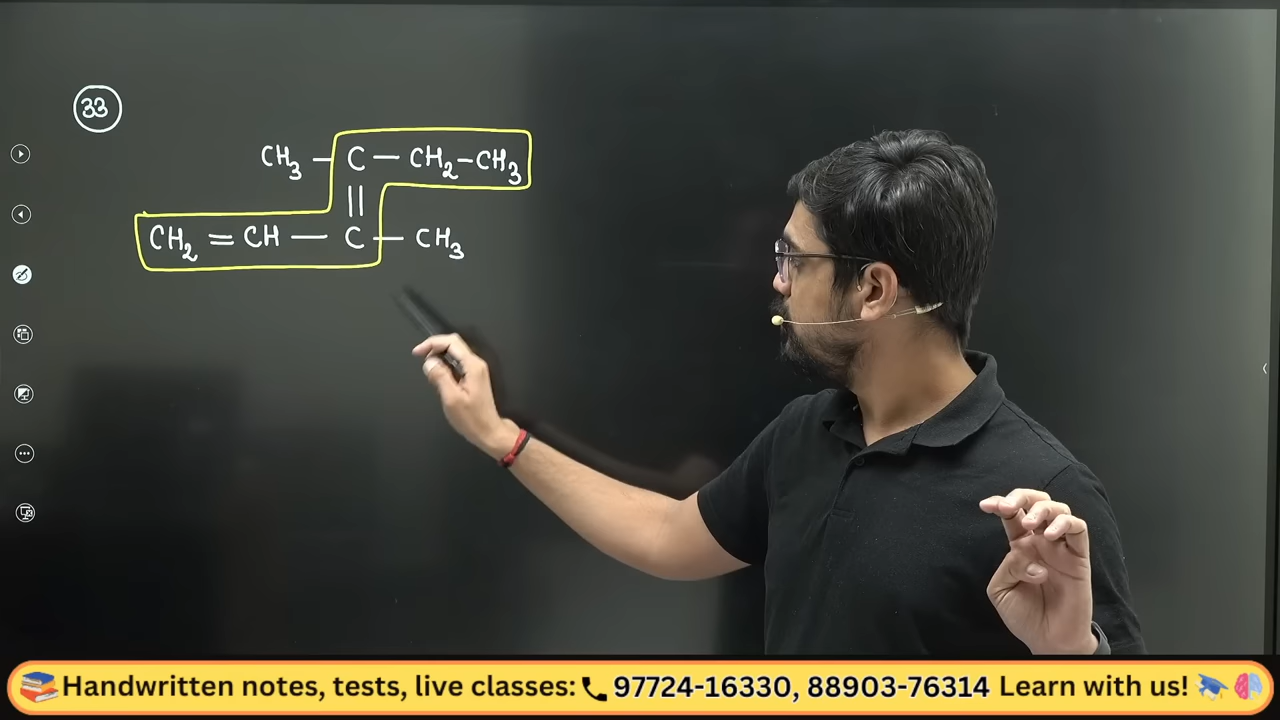 33
CH₃ – C – CH₂ – CH₃
||
CH₂ = CH – C – CH₃
📚Handwritten notes, tests, live classes:📞97724-16330, 88903-76314 Learn with us! 🎓🧠